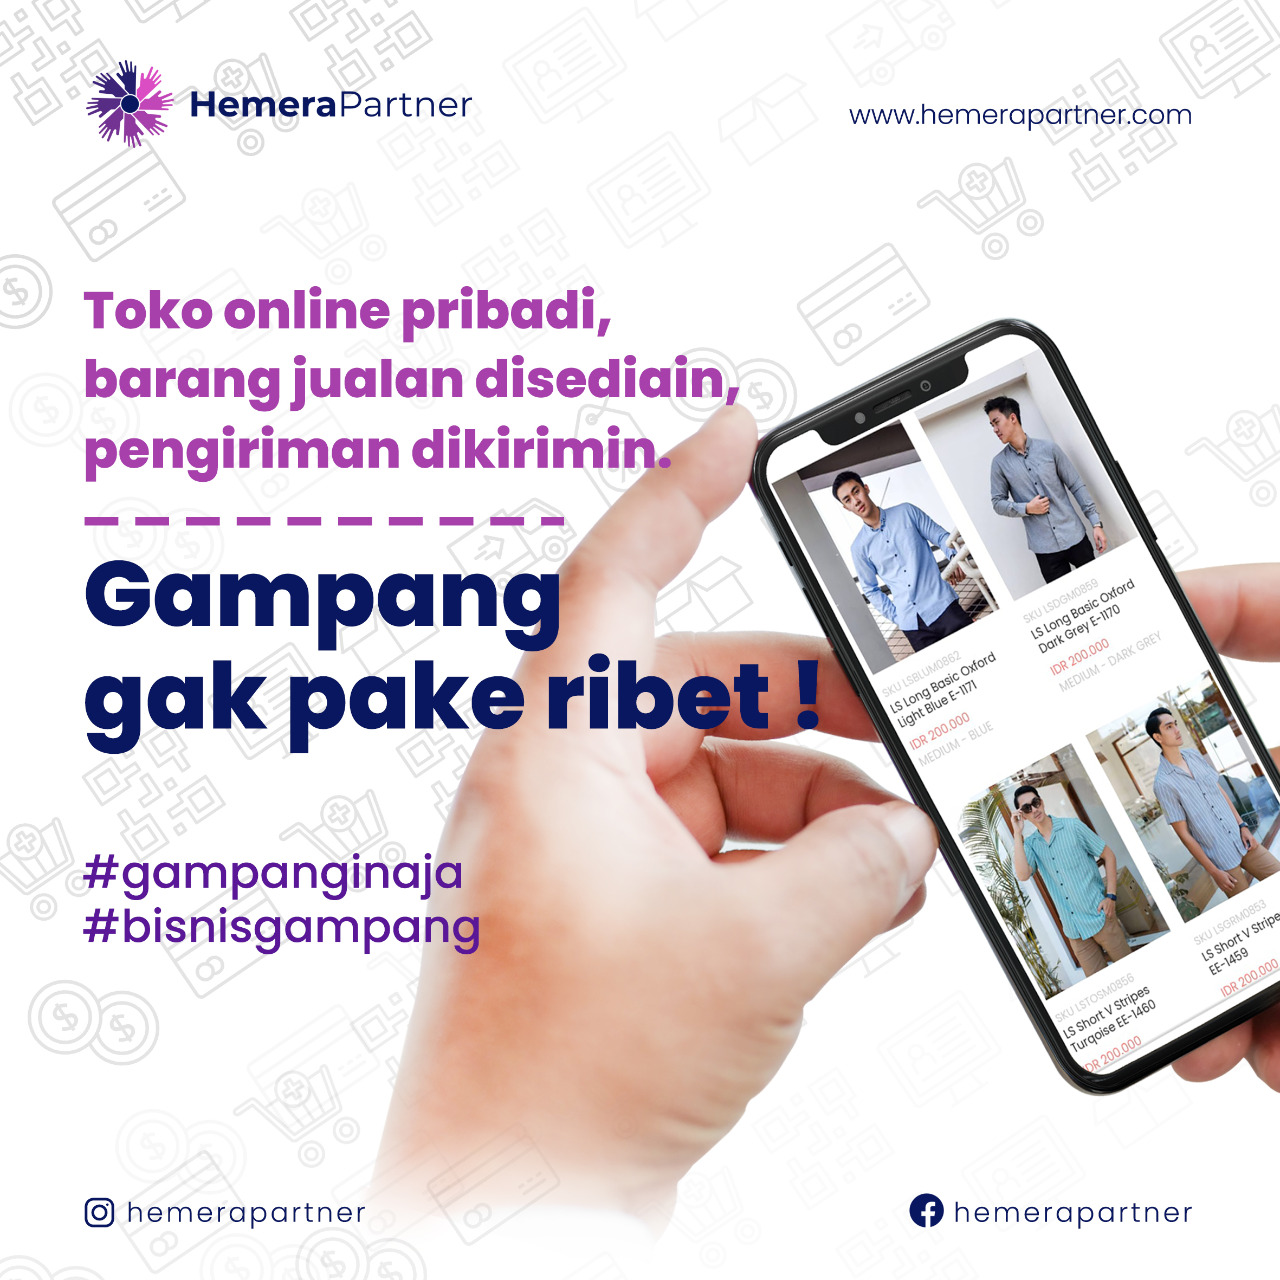 HemeraPartner
www.hemerapartner.com
Toko online pribadi,
barang jualan disediain,
pengiriman dikirimin.
Gampang
gak pake ribet !
#gampanginaja
#bisnisgampang
SKU LSBLUM0862
LS Long Basic Oxford
Light Blue E-1171
IDR 200.000
MEDIUM - BLUE
SKU LSDGM0859
LS Long Basic Oxford
Dark Grey E-1170
IDR 200.000
MEDIUM - DARK GREY
SKU LSTOSM0856
LS Short V Stripes
Turqoise EE-1460
DR 200.000
SKU LSGRM0853
LS Short V Stripe
EE-1459
IDR 200.000
hemerapartner
hemerapartner